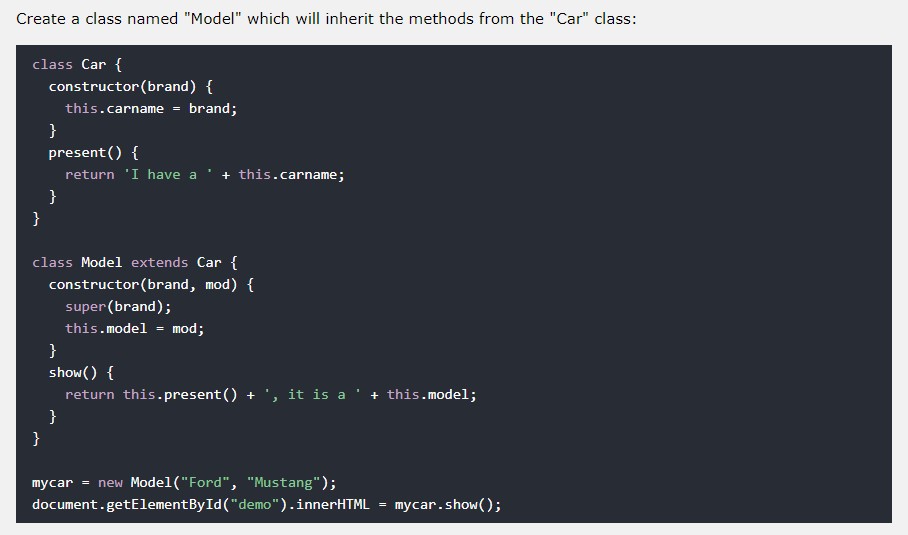 Create a class named "Model" which will inherit the methods from the "Car" class:
class Car {
  constructor(brand) {
    this.carname = brand;
  }
  present() {
    return 'I have a ' + this.carname;
  }
}

class Model extends Car {
  constructor(brand, mod) {
    super(brand);
    this.model = mod;
  }
  show() {
    return this.present() + ', it is a ' + this.model;
  }
}

mycar = new Model("Ford", "Mustang");
document.getElementById("demo").innerHTML = mycar.show();